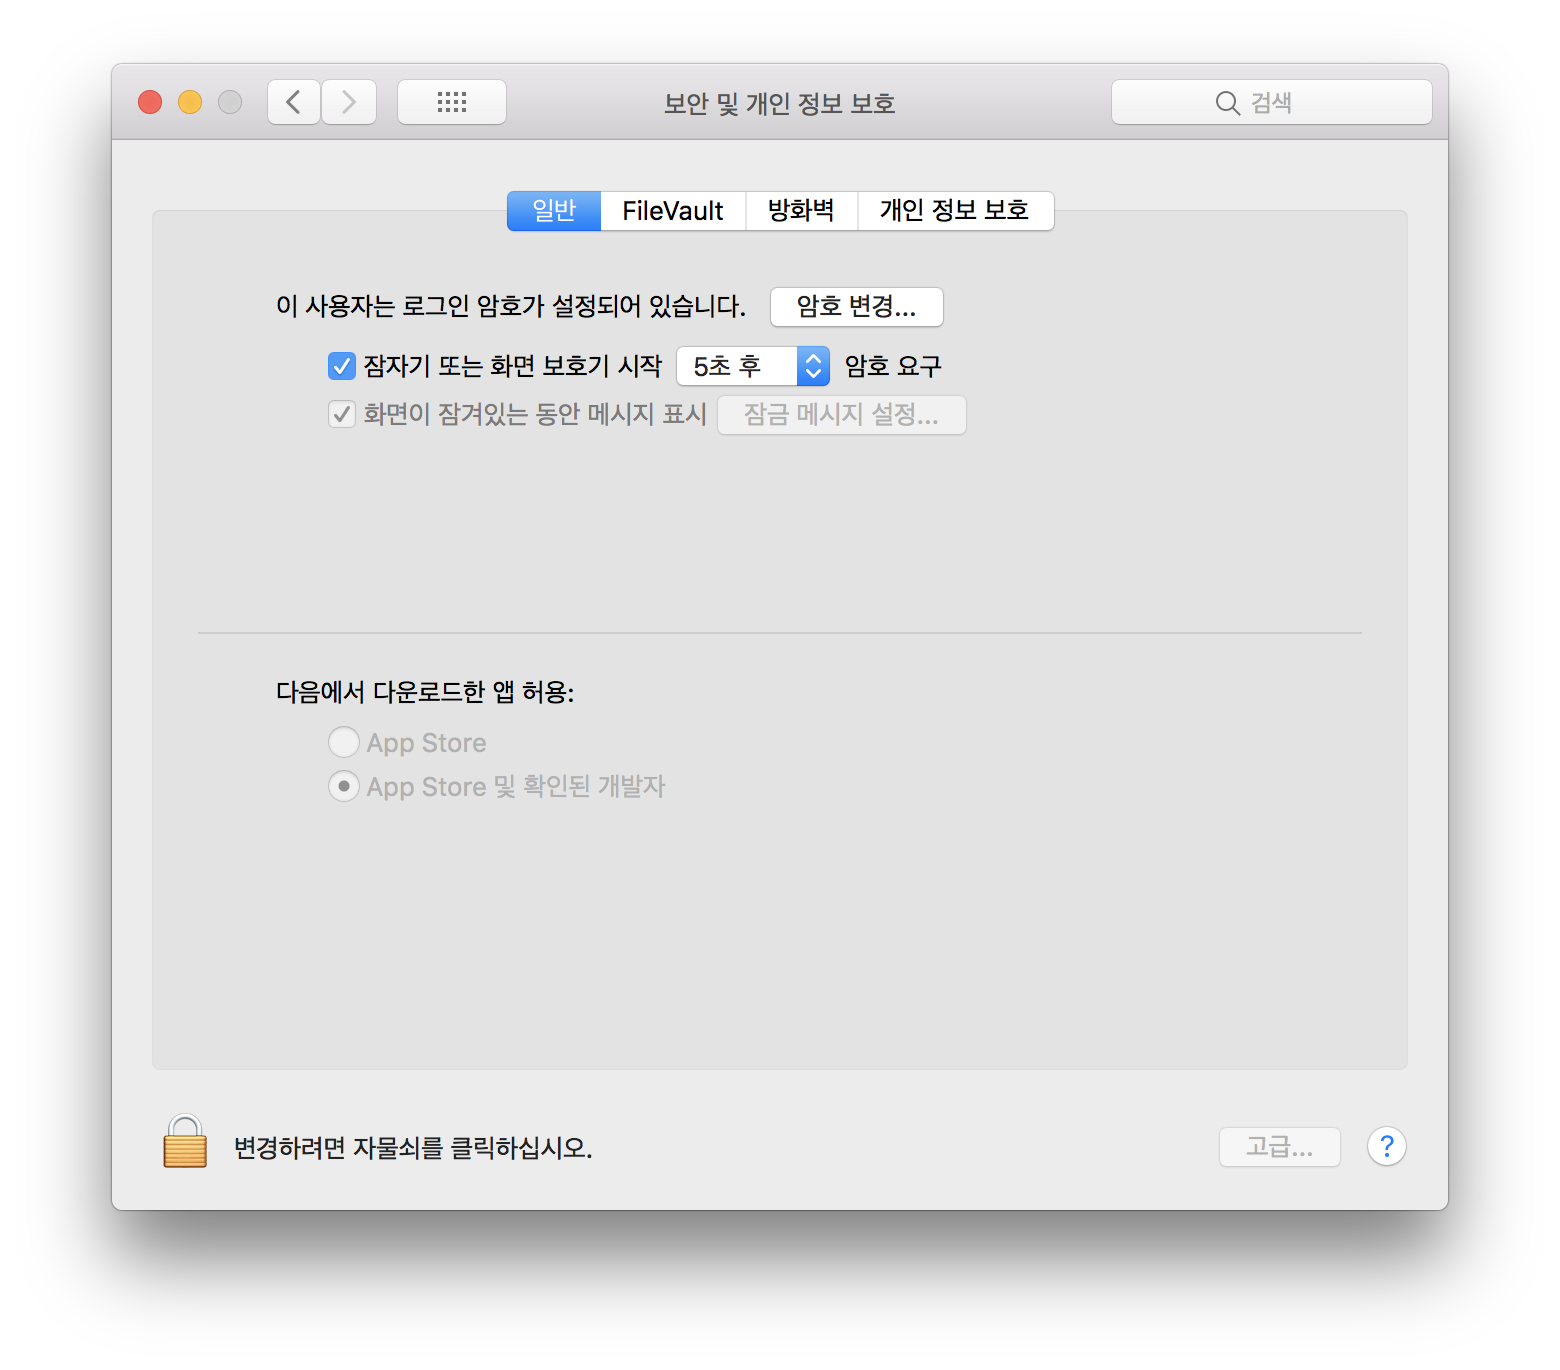 보안 및 개인 정보 보호
검색
일반 FileVault 방화벽 개인 정보 보호
이 사용자는 로그인 암호가 설정되어 있습니다. 암호 변경...
잠자기 또는 화면 보호기 시작 5초 후 암호 요구
화면이 잠겨있는 동안 메시지 표시 잠금 메시지 설정...
다음에서 다운로드한 앱 허용:
App Store
App Store 및 확인된 개발자
변경하려면 자물쇠를 클릭하십시오.
고급... ?